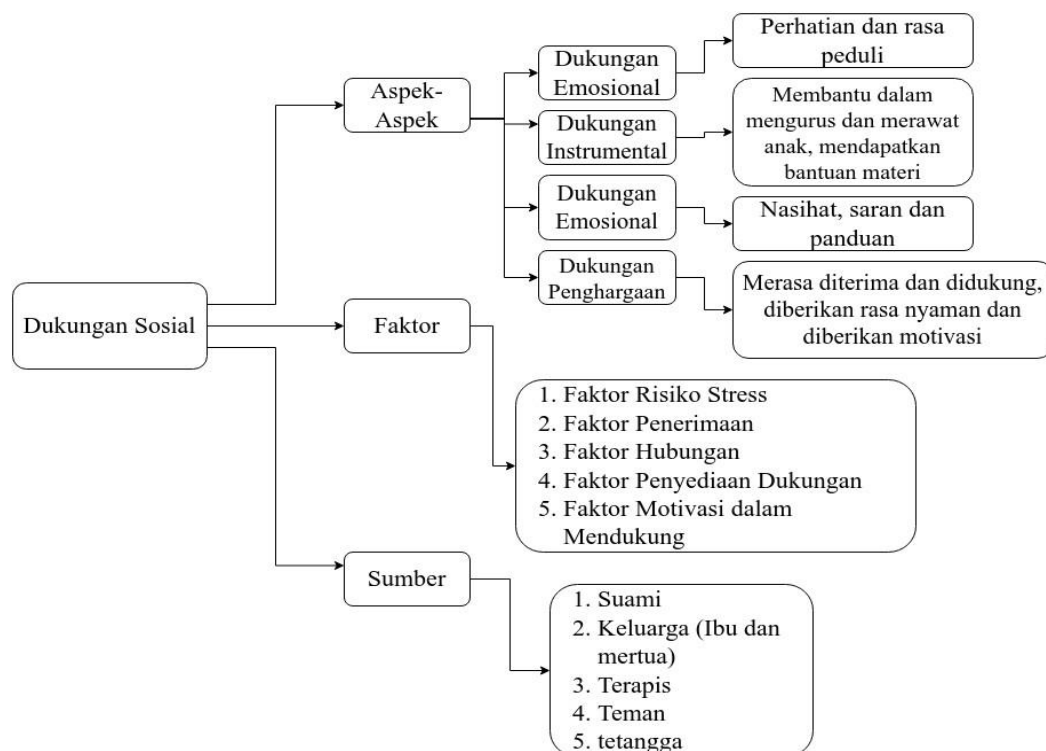 Dukungan Sosial
Aspek-
Aspek
Dukungan
Emosional
Perhatian dan rasa
peduli
Dukungan
Instrumental
Membantu dalam
mengurus dan merawat
anak, mendapatkan
bantuan materi
Dukungan
Emosional
Nasihat, saran dan
panduan
Dukungan
Penghargaan
Merasa diterima dan didukung,
diberikan rasa nyaman dan
diberikan motivasi
Faktor
1. Faktor Risiko Stress
2. Faktor Penerimaan
3. Faktor Hubungan
4. Faktor Penyediaan Dukungan
5. Faktor Motivasi dalam
Mendukung
Sumber
1. Suami
2. Keluarga (Ibu dan
mertua)
3. Terapis
4. Teman
5. tetangga